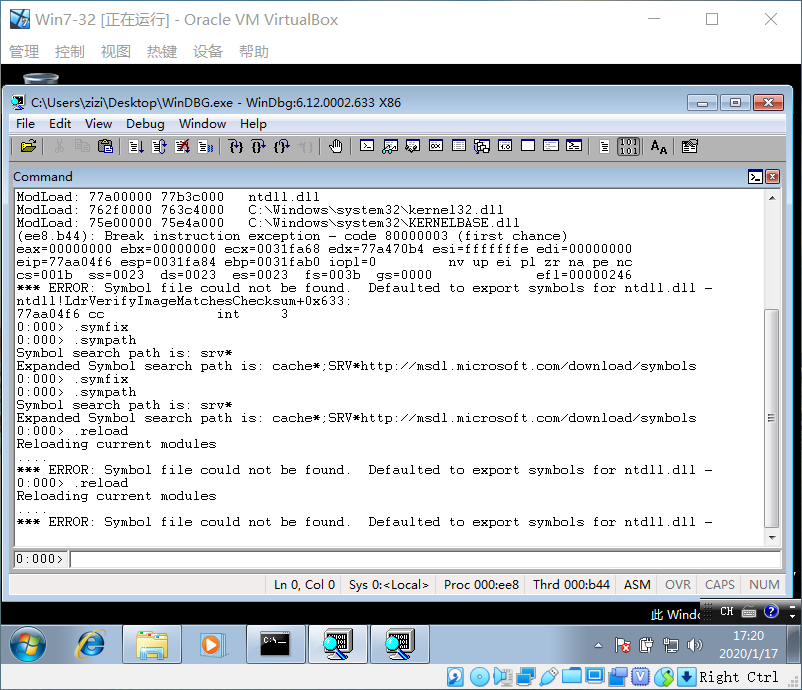 Win7-32 [正在运行] - Oracle VM VirtualBox
管理 控制 视图 热键 设备 帮助
C:\Users\zizi\Desktop\WinDBG.exe - WinDbg:6.12.0002.633 X86
File Edit View Debug Window Help
Command
ModLoad: 77a00000 77b3c000 ntdll.dll
ModLoad: 762f0000 763c4000 C:\Windows\system32\kernel32.dll
ModLoad: 75e00000 75e4a000 C:\Windows\system32\KERNELBASE.dll
(ee8.b44): Break instruction exception - code 80000003 (first chance)
eax=00000000 ebx=00000000 ecx=0031fa68 edx=77a470b4 esi=fffffffe edi=00000000
eip=77aa04f6 esp=0031fa84 ebp=0031fab0 iopl=0 nv up ei pl zr na pe nc
cs=001b ss=0023 ds=0023 es=0023 fs=003b gs=0000 efl=00000246
*** ERROR: Symbol file could not be found. Defaulted to export symbols for ntdll.dll -
ntdll!LdrVerifyImageMatchesChecksum+0x633:
77aa04f6 cc int 3
0:000> .symfix
0:000> .sympath
Symbol search path is: srv*
Expanded Symbol search path is: cache*;SRV*http://msdl.microsoft.com/download/symbols
0:000> .symfix
0:000> .sympath
Symbol search path is: srv*
Expanded Symbol search path is: cache*;SRV*http://msdl.microsoft.com/download/symbols
0:000> .reload
Reloading current modules
....
*** ERROR: Symbol file could not be found. Defaulted to export symbols for ntdll.dll -
0:000> .reload
Reloading current modules
....
*** ERROR: Symbol file could not be found. Defaulted to export symbols for ntdll.dll -
0:000>
Ln 0, Col 0 Sys 0:<Local> Proc 000:ee8 Thrd 000:b44 ASM OVR CAPS NUM
此 Windo
CH
17:20
2020/1/17
Right Ctrl